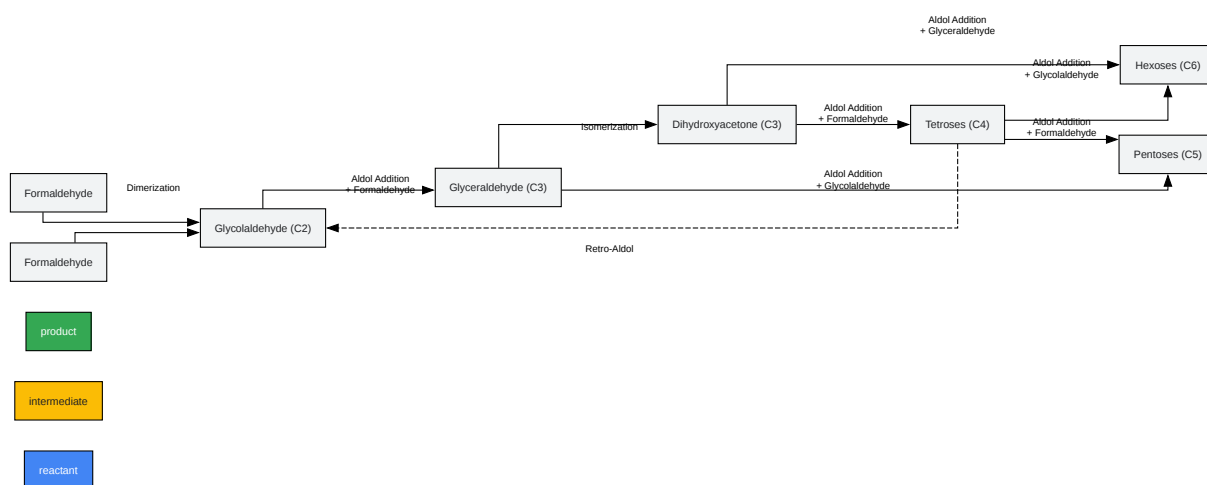 Aldol Addition
+ Glyceraldehyde
Aldol Addition
+ Glycolaldehyde
Hexoses (C6)
Isomerization
Dihydroxyacetone (C3)
Aldol Addition
+ Formaldehyde
Tetroses (C4)
Aldol Addition
+ Formaldehyde
Pentoses (C5)
Formaldehyde
Dimerization
Aldol Addition
+ Formaldehyde
Glyceraldehyde (C3)
Aldol Addition
+ Glycolaldehyde
Glycolaldehyde (C2)
Formaldehyde
Retro-Aldol
product
intermediate
reactant